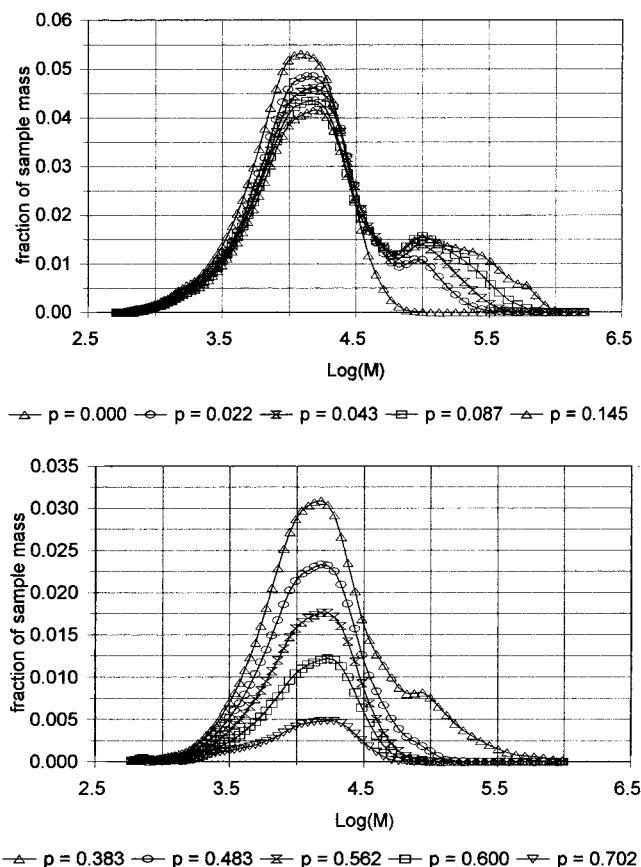 0.06
0.05
0.04
0.03
0.02
0.01
0.00
fraction of sample mass
2.5 3.5 4.5 5.5 6.5
Log(M)
p = 0.000 p = 0.022 p = 0.043 p = 0.087 p = 0.145
0.035
0.030
0.025
0.020
0.015
0.010
0.005
0.000
fraction of sample mass
2.5 3.5 4.5 5.5 6.5
Log(M)
p = 0.383 p = 0.483 p = 0.562 p = 0.600 p = 0.702